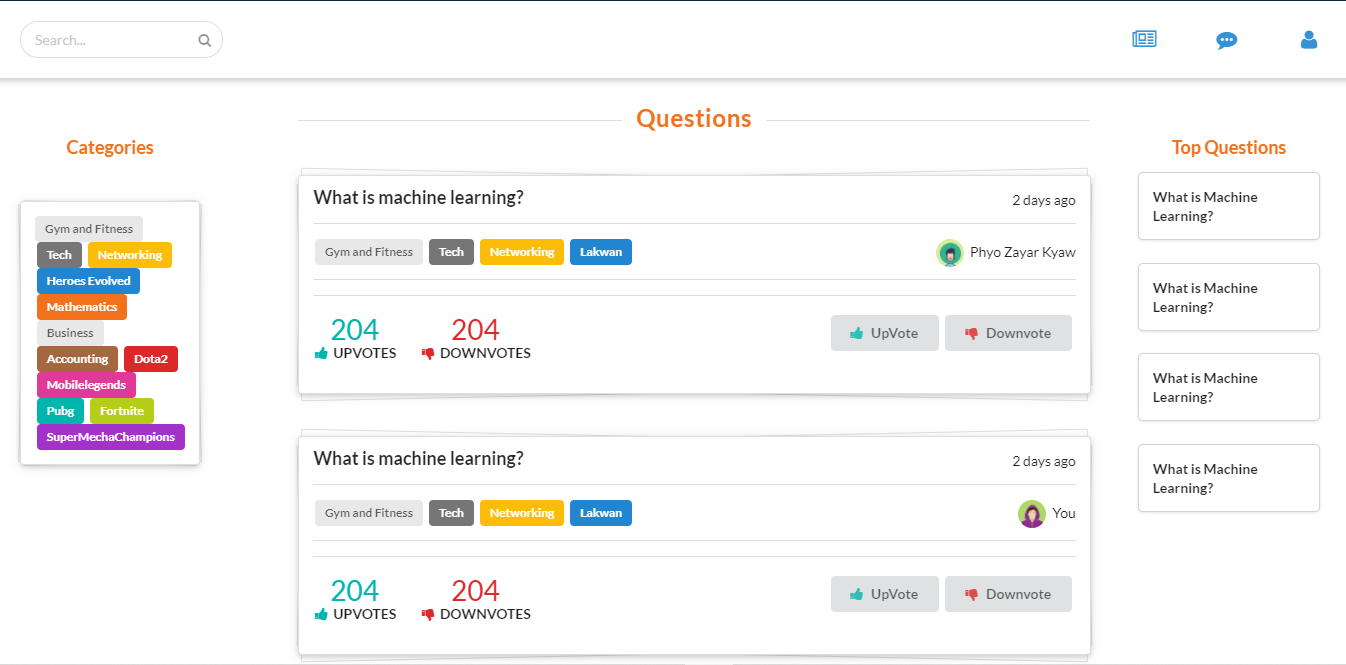 Search...
Questions
Categories
Top Questions
Gym and Fitness
Tech Networking
Heroes Evolved
Mathematics
Business
Accounting Dota2
Mobilelegends
Pubg Fortnite
SuperMechaChampions
What is machine learning? 2 days ago
Gym and Fitness Tech Networking Lakwan Phyo Zayar Kyaw
204 204
UPVOTES DOWNVOTES
UpVote Downvote
What is machine learning? 2 days ago
Gym and Fitness Tech Networking Lakwan You
204 204
UPVOTES DOWNVOTES
UpVote Downvote
What is Machine
Learning?
What is Machine
Learning?
What is Machine
Learning?
What is Machine
Learning?